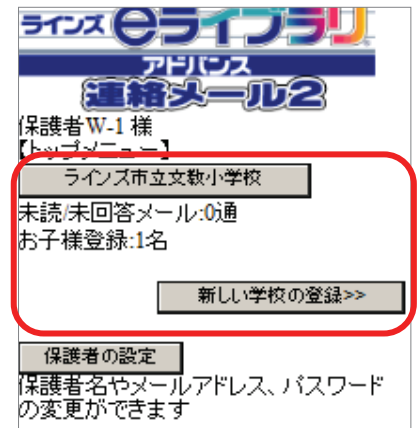 ラインズeライブラリ
アドバンス
連絡メール2
保護者W-1 様
【トップメニュー】
ラインズ市立文教小学校
未読/未回答メール:0通
お子様登録:1名
新しい学校の登録>>
保護者の設定
保護者名やメールアドレス、パスワード
の変更ができます